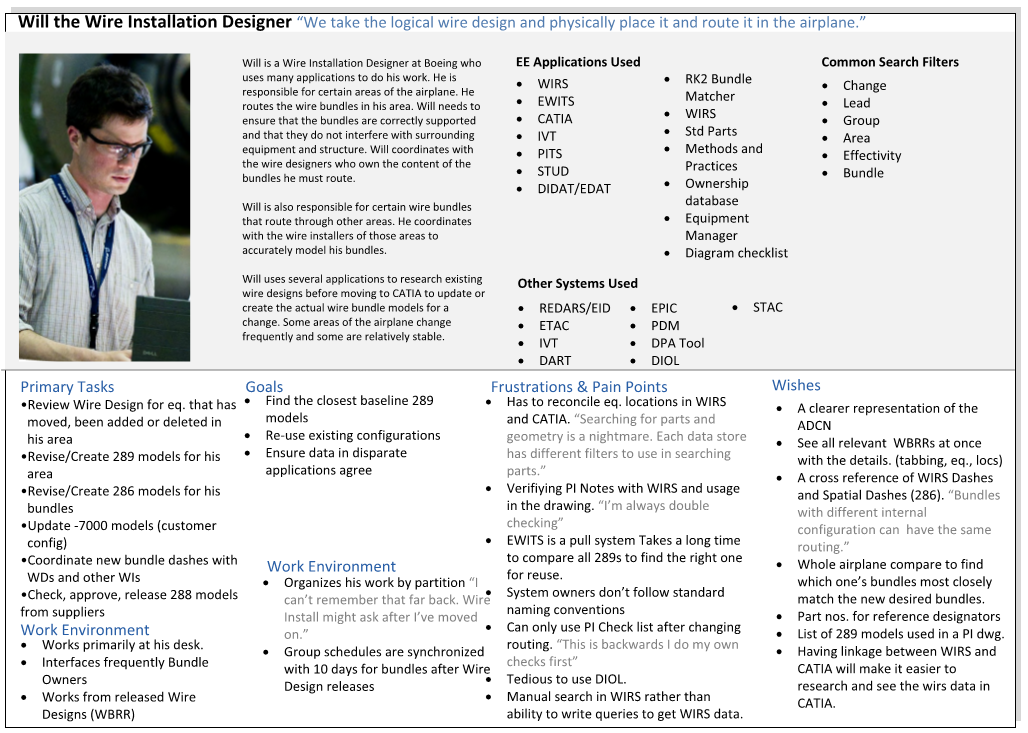 Will the Wire Installation Designer “We take the logical wire design and physically place it and route it in the airplane.”
Will is a Wire Installation Designer at Boeing who
uses many applications to do his work. He is
responsible for certain areas of the airplane. He
routes the wire bundles in his area. Will needs to
ensure that the bundles are correctly supported
and that they do not interfere with surrounding
equipment and structure. Will coordinates with
the wire designers who own the content of the
bundles he must route.
Will is also responsible for certain wire bundles
that route through other areas. He coordinates
with the wire installers of those areas to
accurately model his bundles.
Will uses several applications to research existing
wire designs before moving to CATIA to update or
create the actual wire bundle models for a
change. Some areas of the airplane change
frequently and some are relatively stable.
EE Applications Used
• WIRS
• EWITS
• CATIA
• IVT
• PITS
• STUD
• DIDAT/EDAT
• RK2 Bundle
Matcher
• WIRS
• Std Parts
• Methods and
Practices
• Ownership
database
• Equipment
Manager
• Diagram checklist
Common Search Filters
• Change
• Lead
• Group
• Area
• Effectivity
• Bundle
Other Systems Used
• REDARS/EID
• ETAC
• IVT
• DART
• EPIC
• PDM
• DPA Tool
• DIOL
• STAC
DELL
Primary Tasks
•Review Wire Design for eq. that has
moved, been added or deleted in
his area
•Revise/Create 289 models for his
area
•Revise/Create 286 models for his
bundles
•Update -7000 models (customer
config)
•Coordinate new bundle dashes with
WDs and other WIs
•Check, approve, release 288 models
from suppliers
Work Environment
• Works primarily at his desk.
• Interfaces frequently Bundle
Owners
• Works from released Wire
Designs (WBRR)
Goals
• Find the closest baseline 289
models
• Re-use existing configurations
• Ensure data in disparate
applications agree
Work Environment
• Organizes his work by partition “I
can’t remember that far back. Wire
Install might ask after I’ve moved
on.”
• Group schedules are synchronized
with 10 days for bundles after Wire
Design releases
Frustrations & Pain Points
• Has to reconcile eq. locations in WIRS
and CATIA. “Searching for parts and
geometry is a nightmare. Each data store
has different filters to use in searching
parts.”
• Verifiying PI Notes with WIRS and usage
in the drawing. “I’m always double
checking”
• EWITS is a pull system Takes a long time
to compare all 289s to find the right one
for reuse.
• System owners don’t follow standard
naming conventions
• Can only use PI Check list after changing
routing. “This is backwards I do my own
checks first”
• Tedious to use DIOL.
• Manual search in WIRS rather than
ability to write queries to get WIRS data.
Wishes
• A clearer representation of the
ADCN
• See all relevant WBRRs at once
with the details. (tabbing, eq., locs)
• A cross reference of WIRS Dashes
and Spatial Dashes (286). “Bundles
with different internal
configuration can have the same
routing.”
• Whole airplane compare to find
which one’s bundles most closely
match the new desired bundles.
• Part nos. for reference designators
• List of 289 models used in a PI dwg.
• Having linkage between WIRS and
CATIA will make it easier to
research and see the wirs data in
CATIA.